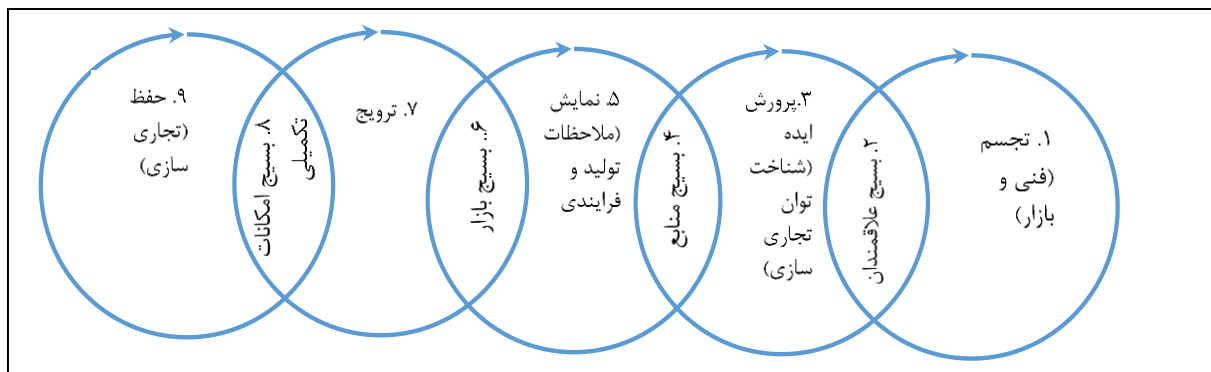 ۱. تجسم
(فنی و
بازار)
۲. بسیج علاقمندان
۳.پرورش
ایده
(شناخت
توان
تجاری
سازی)
۴. بسیج منابع
۵. نمایش
(ملاحظات
تولید و
فرایندی
۶.. بسیج بازار
۷. ترویج
۸. بسیج امکانات
تکمیلی
۹. حفظ
(تجاری
سازی)